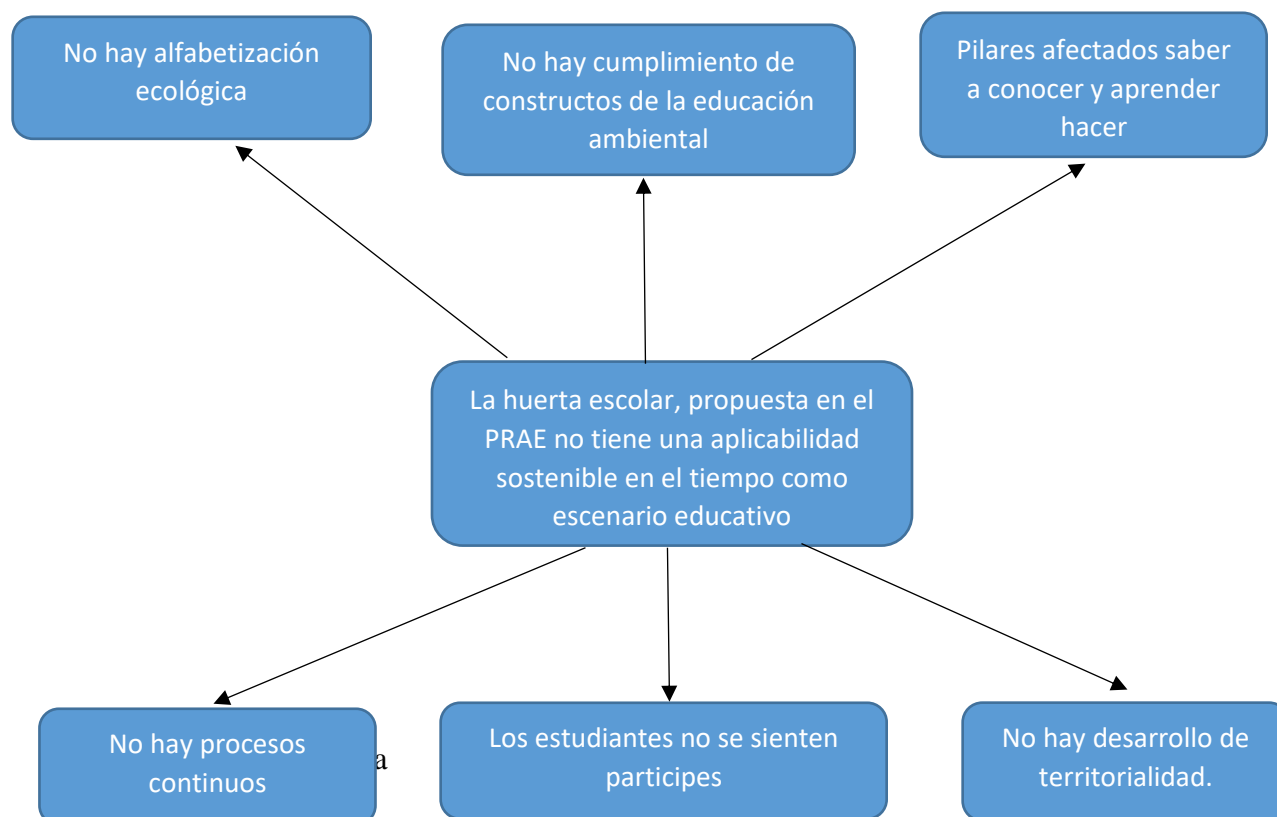 No hay alfabetización
ecológica
No hay cumplimiento de
constructos de la educación
ambiental
Pilares afectados saber
a conocer y aprender
hacer
La huerta escolar, propuesta en el
PRAE no tiene una aplicabilidad
sostenible en el tiempo como
escenario educativo
No hay procesos
continuos
a
Los estudiantes no se sienten
participes
No hay desarrollo de
territorialidad.